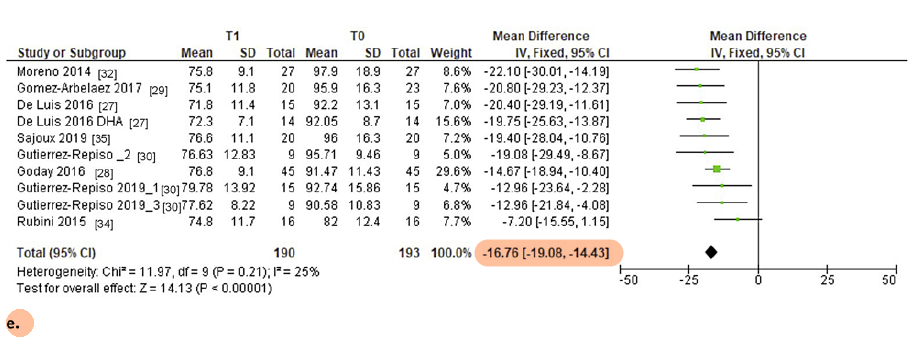 T1 T0 Mean Difference Mean Difference
Study or Subgroup Mean SD Total Mean SD Total Weight IV, Fixed, 95% CI IV, Fixed, 95% CI
Moreno 2014 [32] 75.8 9.1 27 97.9 18.9 27 8.6% -22.10 [-30.01, -14.19]
Gomez-Arbelaez 2017 [29] 75.1 11.8 20 95.9 16.3 23 7.6% -20.80 [-29.23, -12.37]
De Luis 2016 [27] 71.8 11.4 15 92.2 13.1 15 7.0% -20.40 [-29.19, -11.61]
De Luis 2016 DHA [27] 72.3 7.1 14 92.05 8.7 14 15.6% -19.75 [-25.63, -13.87]
Sajoux 2019 [35] 76.6 11.1 20 96 16.3 20 7.2% -19.40 [-28.04, -10.76]
Gutierrez-Repiso _2 [30] 76.63 12.83 9 95.71 9.46 9 5.0% -19.08 [-29.49, -8.67]
Goday 2016 [28] 76.8 9.1 45 91.47 11.43 45 29.6% -14.67 [-18.94, -10.40]
Gutierrez-Repiso 2019_1 [30] 79.78 13.92 15 92.74 15.86 15 4.7% -12.96 [-23.64, -2.28]
Gutierrez-Repiso 2019_3 [30] 77.62 8.22 9 90.58 10.83 9 6.8% -12.96 [-21.84, -4.08]
Rubini 2015 [34] 74.8 11.7 16 82 12.4 16 7.7% -7.20 [-15.55, 1.15]
Total (95% CI) 190 193 100.0% -16.76 [-19.08, -14.43]
Heterogeneity: Chi² = 11.97, df = 9 (P = 0.21); I² = 25%
Test for overall effect: Z = 14.13 (P < 0.00001)
-50 -25 0 25 50
e.